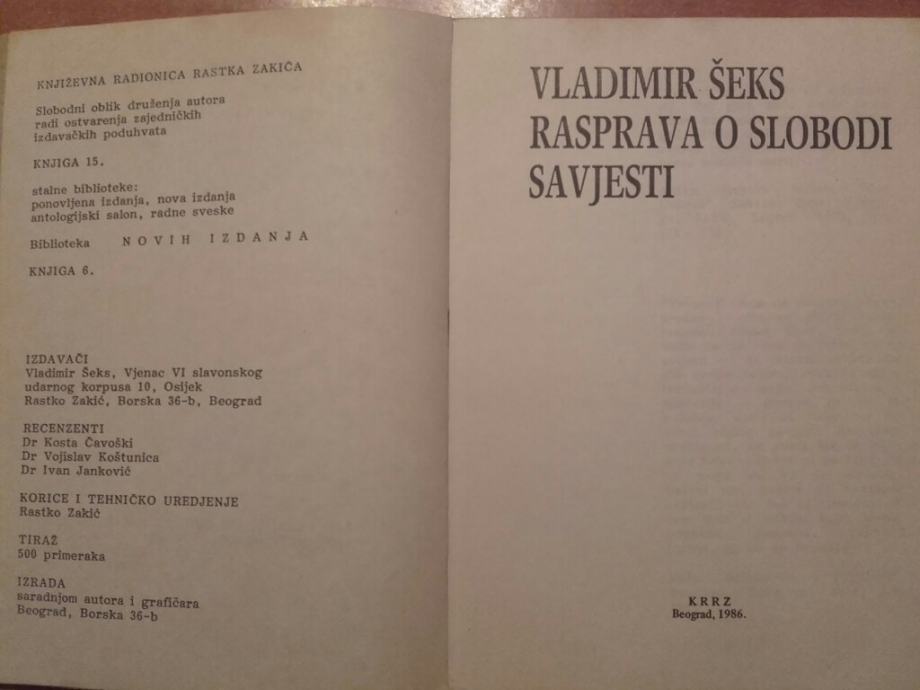 KNJIŽEVNA RADIONICA RASTKA ZAKIĆA
Slobodni oblik druženja autora
radi ostvarenja zajedničkih
izdavačkih poduhvata
KNJIGA 15.
stalne biblioteke:
ponovljena izdanja, nova izdanja
antologijski salon, radne sveske
Biblioteka NOVIH IZDANJA
KNJIGA 6.
IZDAVAČI
Vladimir Šeks, Vjenac VI slavonskog
udarnog korpusa 10, Osijek
Rastko Zakić, Borska 36-b, Beograd
RECENZENTI
Dr Kosta Čavoški
Dr Vojislav Koštunica
Dr Ivan Janković
KORICE I TEHNIČKO UREDJENJE
Rastko Zakić
TIRAŽ
500 primeraka
IZRADA
saradnjom autora i grafičara
Beograd, Borska 36-b
VLADIMIR ŠEKS
RASPRAVA O SLOBODI
SAVJESTI
KRRZ
Beograd, 1986.